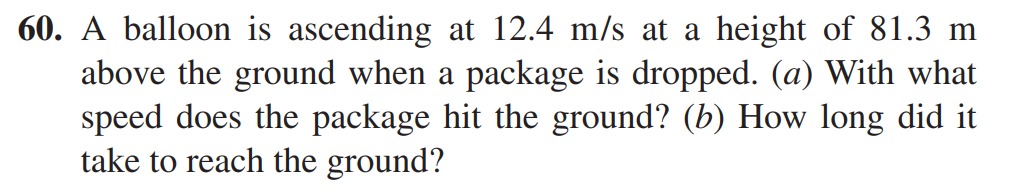 60. A balloon is ascending at 12.4 m/s at a height of 81.3 m
above the ground when a package is dropped. (a) With what
speed does the package hit the ground? (b) How long did it
take to reach the ground?